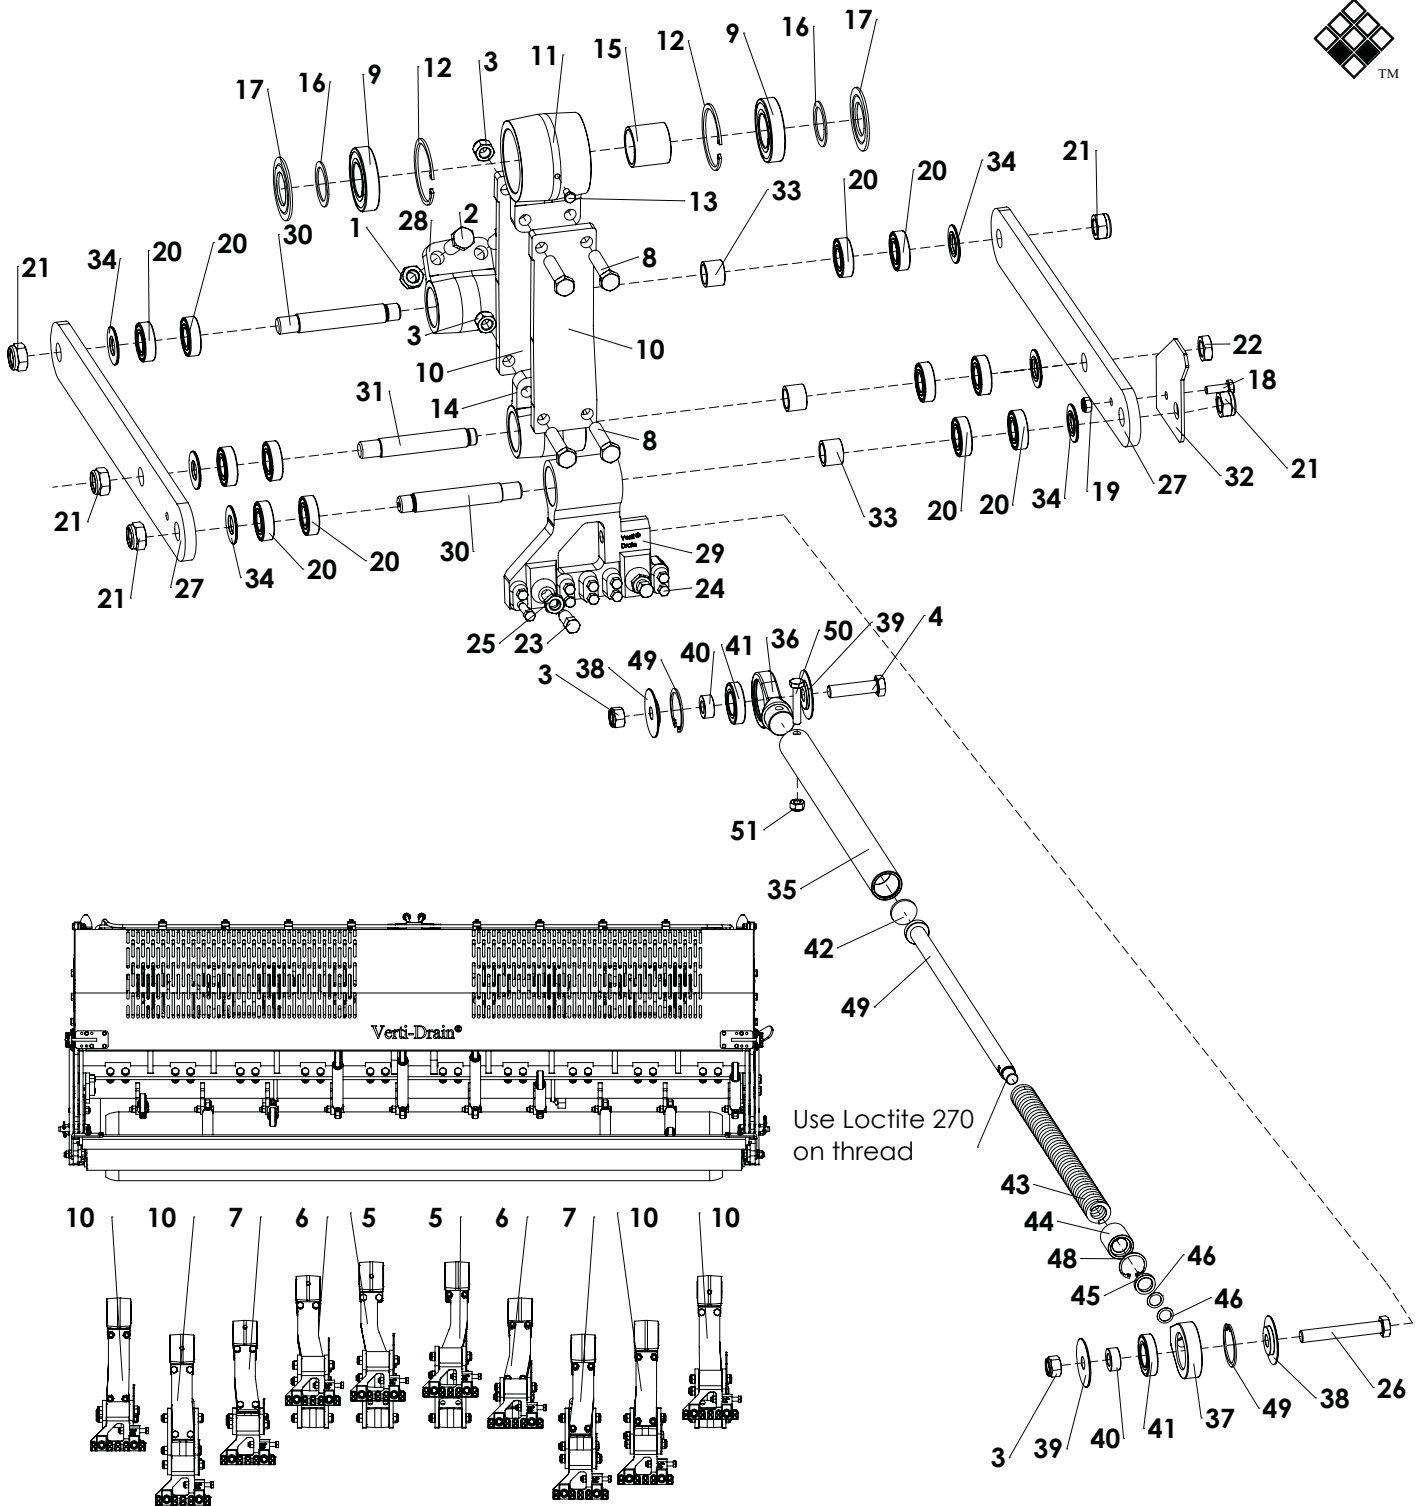 TM
17 16 9 12 3 11 15 12 9 16 17
1 28 2 13 33 20 20 34 21
21 34 20 20 30 8
3 10 10 22
31 14 18
8
21 33 20 20 34 19 27 32 21
21 27 34 20 20 30 29
Verti®
Drain
24
25 23
3 38 49 40 41 36 50 39 4
51
35
42
49
Verti-Drain®
Use Loctite 270
on thread
43
44
48 46
45 46
10 10 7 6 5 5 6 7 10 10
3 39 40 41 37 49 38 26